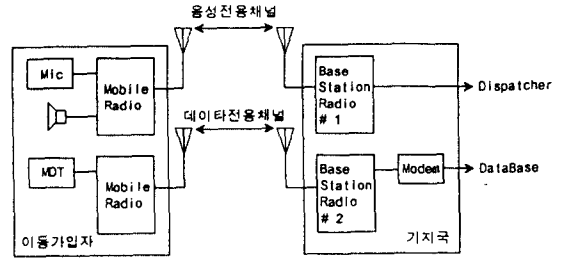 음성전용채널
Mic
Mobile
Radio
Base
Station
Radio
# 1
Dispatcher
데이타전용채널
MDT
Mobile
Radio
Base
Station
Radio
# 2
Modem
DataBase
이동가입자
기지국